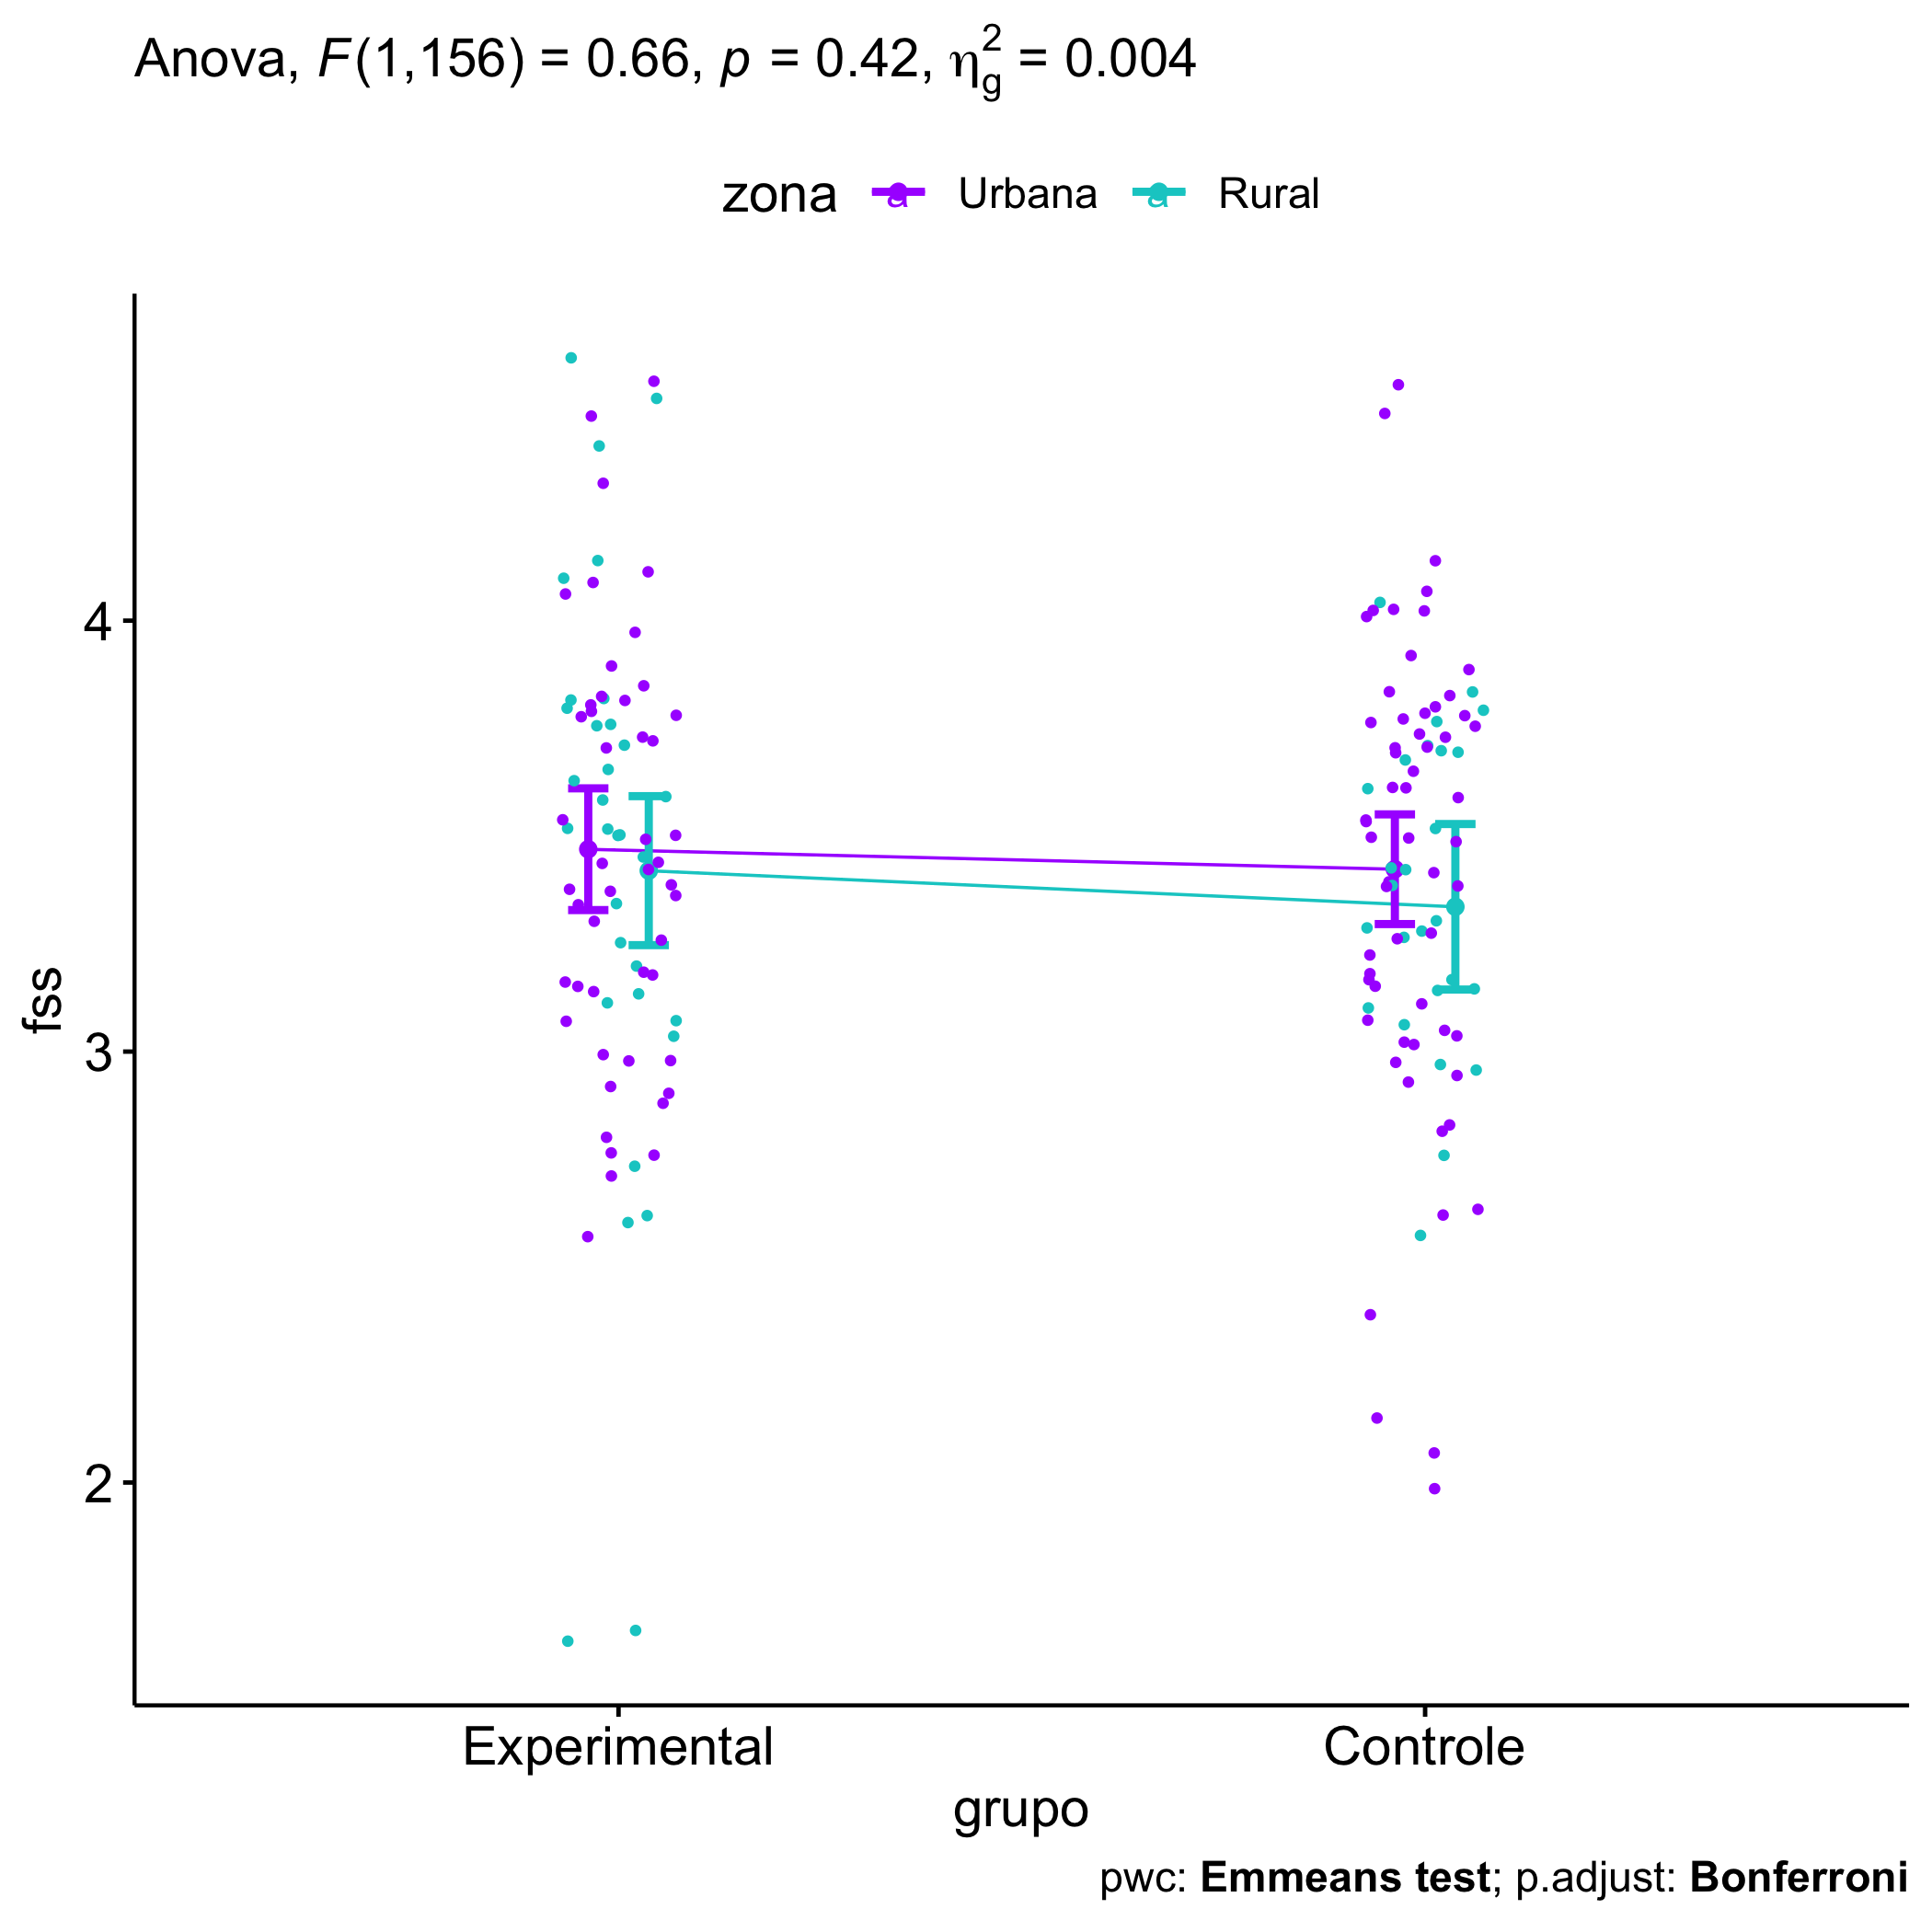 Anova, F(1,156) = 0.66, p = 0.42, η²g = 0.004
zona a Urbana a Rural
4
3
2
fss
Experimental Controle
grupo
pwc: Emmeans test; p.adjust: Bonferroni